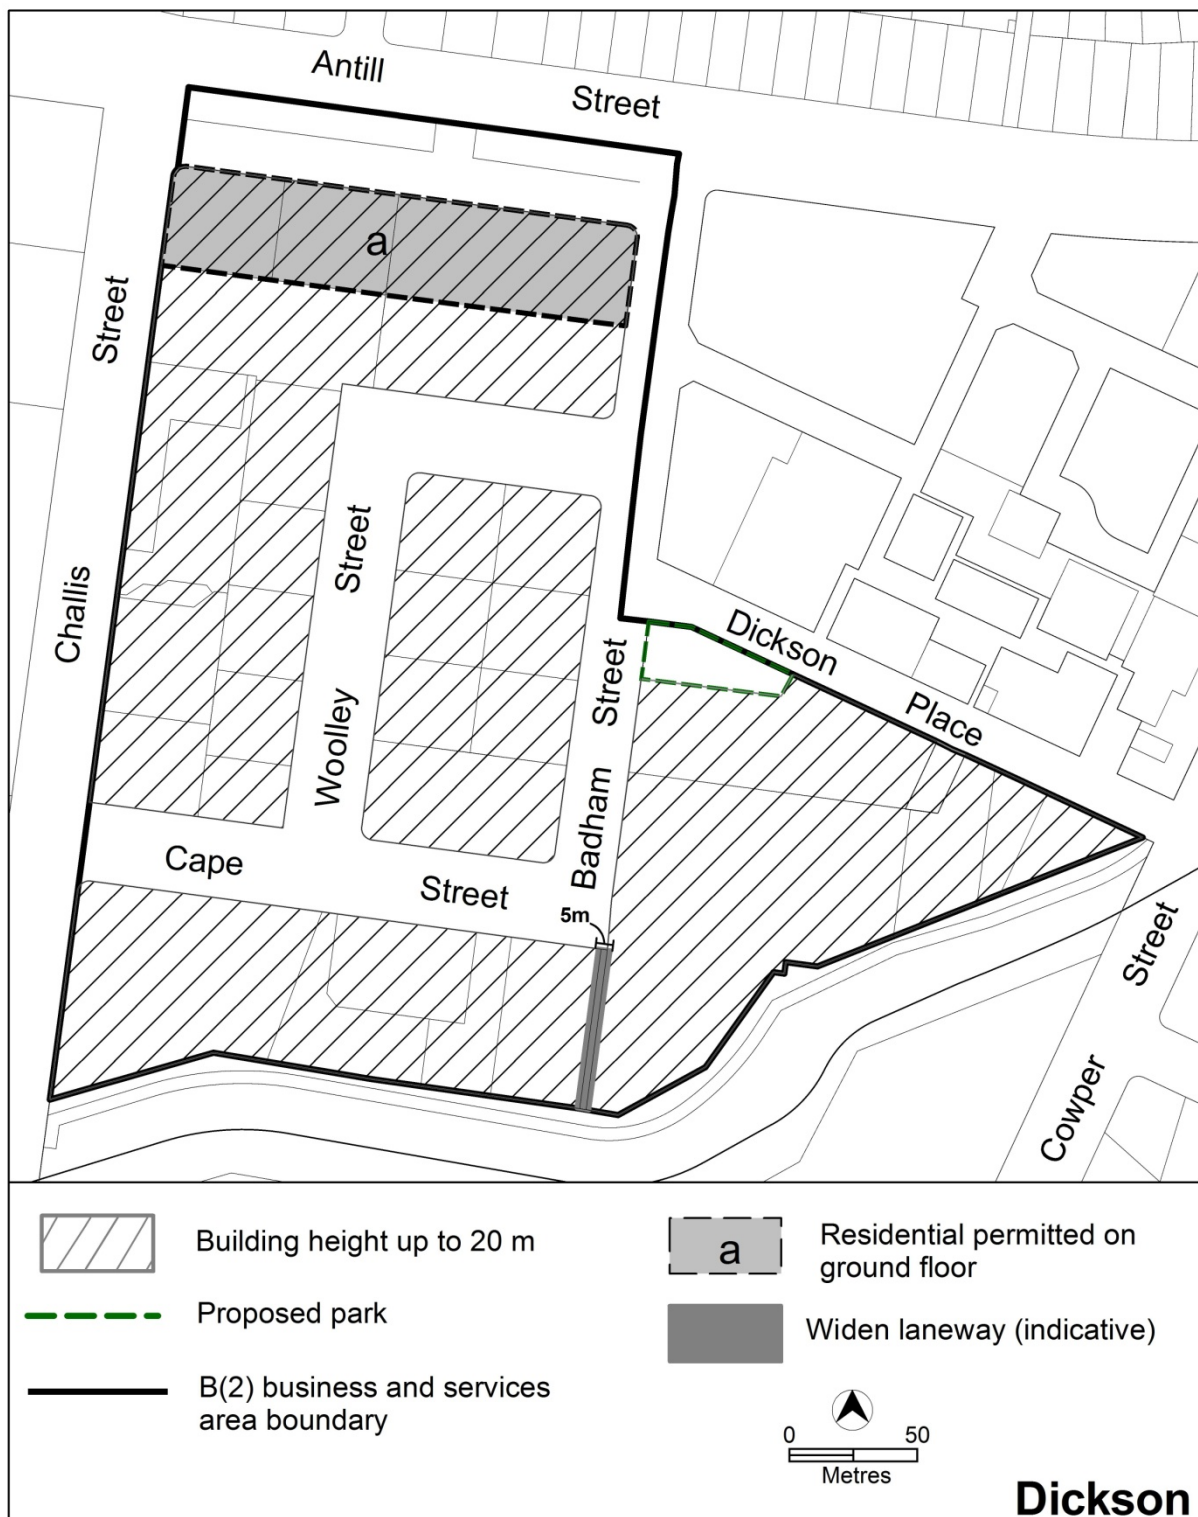 Antill
Street
a
Street
Challis
Street
Woolley
Dickson
Place
Street
Badham
Cape
Street
5m
Street
Cowper
Building height up to 20 m
Proposed park
B(2) business and services
area boundary
a
Residential permitted on
ground floor
Widen laneway (indicative)
0 50
Metres
Dickson